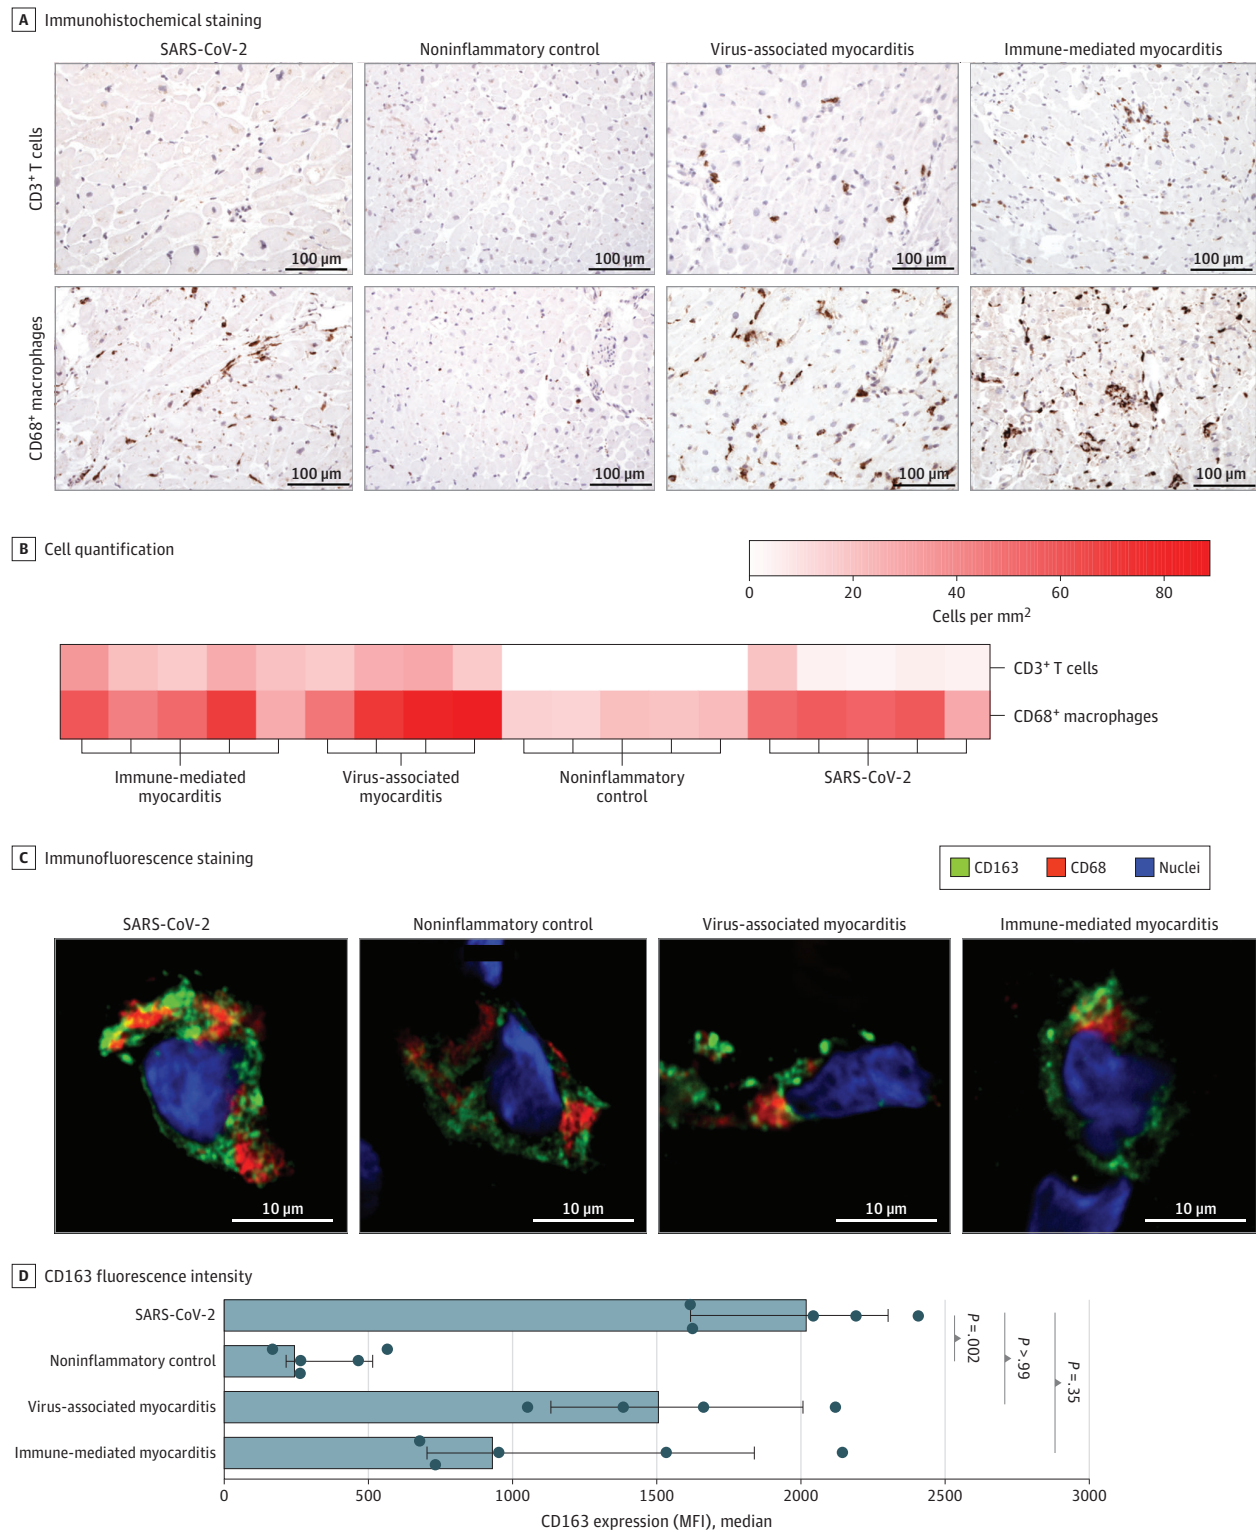 A Immunohistochemical staining
SARS-CoV-2
Noninflammatory control
Virus-associated myocarditis
Immune-mediated myocarditis
CD3+ T cells
100 µm
100 µm
100 µm
100 µm
CD68+ macrophages
100 µm
100 µm
100 µm
100 µm
B Cell quantification
0 20 40 60 80
Cells per mm2
CD3+ T cells
CD68+ macrophages
Immune-mediated
myocarditis
Virus-associated
myocarditis
Noninflammatory
control
SARS-CoV-2
C Immunofluorescence staining
CD163 CD68 Nuclei
SARS-CoV-2
Noninflammatory control
Virus-associated myocarditis
Immune-mediated myocarditis
10 µm
10 µm
10 µm
10 µm
D CD163 fluorescence intensity
SARS-CoV-2
Noninflammatory control
Virus-associated myocarditis
Immune-mediated myocarditis
P = .002
P > .99
P = .35
0 500 1000 1500 2000 2500 3000
CD163 expression (MFI), median